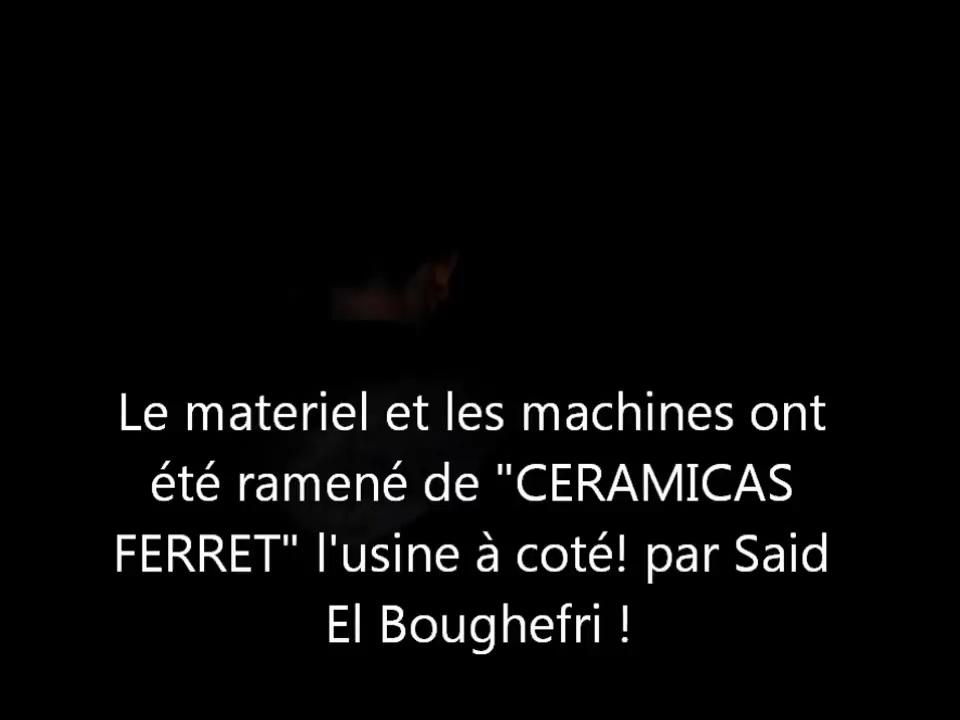 Le materiel et les machines ont
été ramené de "CERAMICAS
FERRET" l'usine à coté! par Said
El Boughefri !